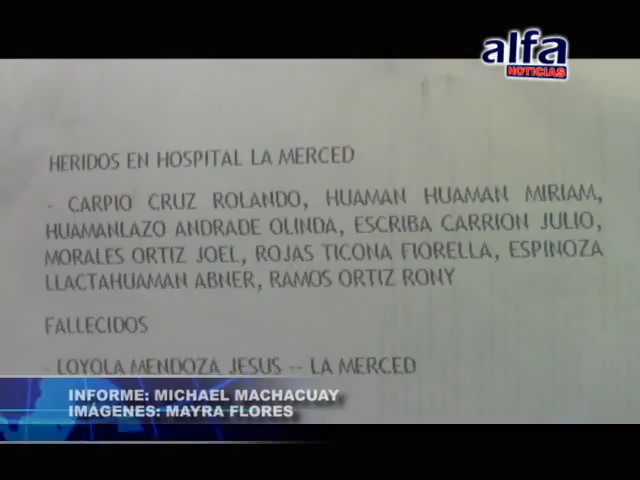 alfa
NOTICIAS
HERIDOS EN HOSPITAL LA MERCED
- CARPIO CRUZ ROLANDO, HUAMAN HUAMAN MIRIAM,
HUAMANLAZO ANDRADE OLINDA, ESCRIBA CARRION JULIO,
MORALES ORTIZ JOEL, ROJAS TICONA FIORELLA, ESPINOZA
LLACTAHUAMAN ABNER, RAMOS ORTIZ RONY
FALLECIDOS
- LOYOLA MENDOZA JESUS -- LA MERCED
INFORME: MICHAEL MACHACUAY
IMÁGENES: MAYRA FLORES